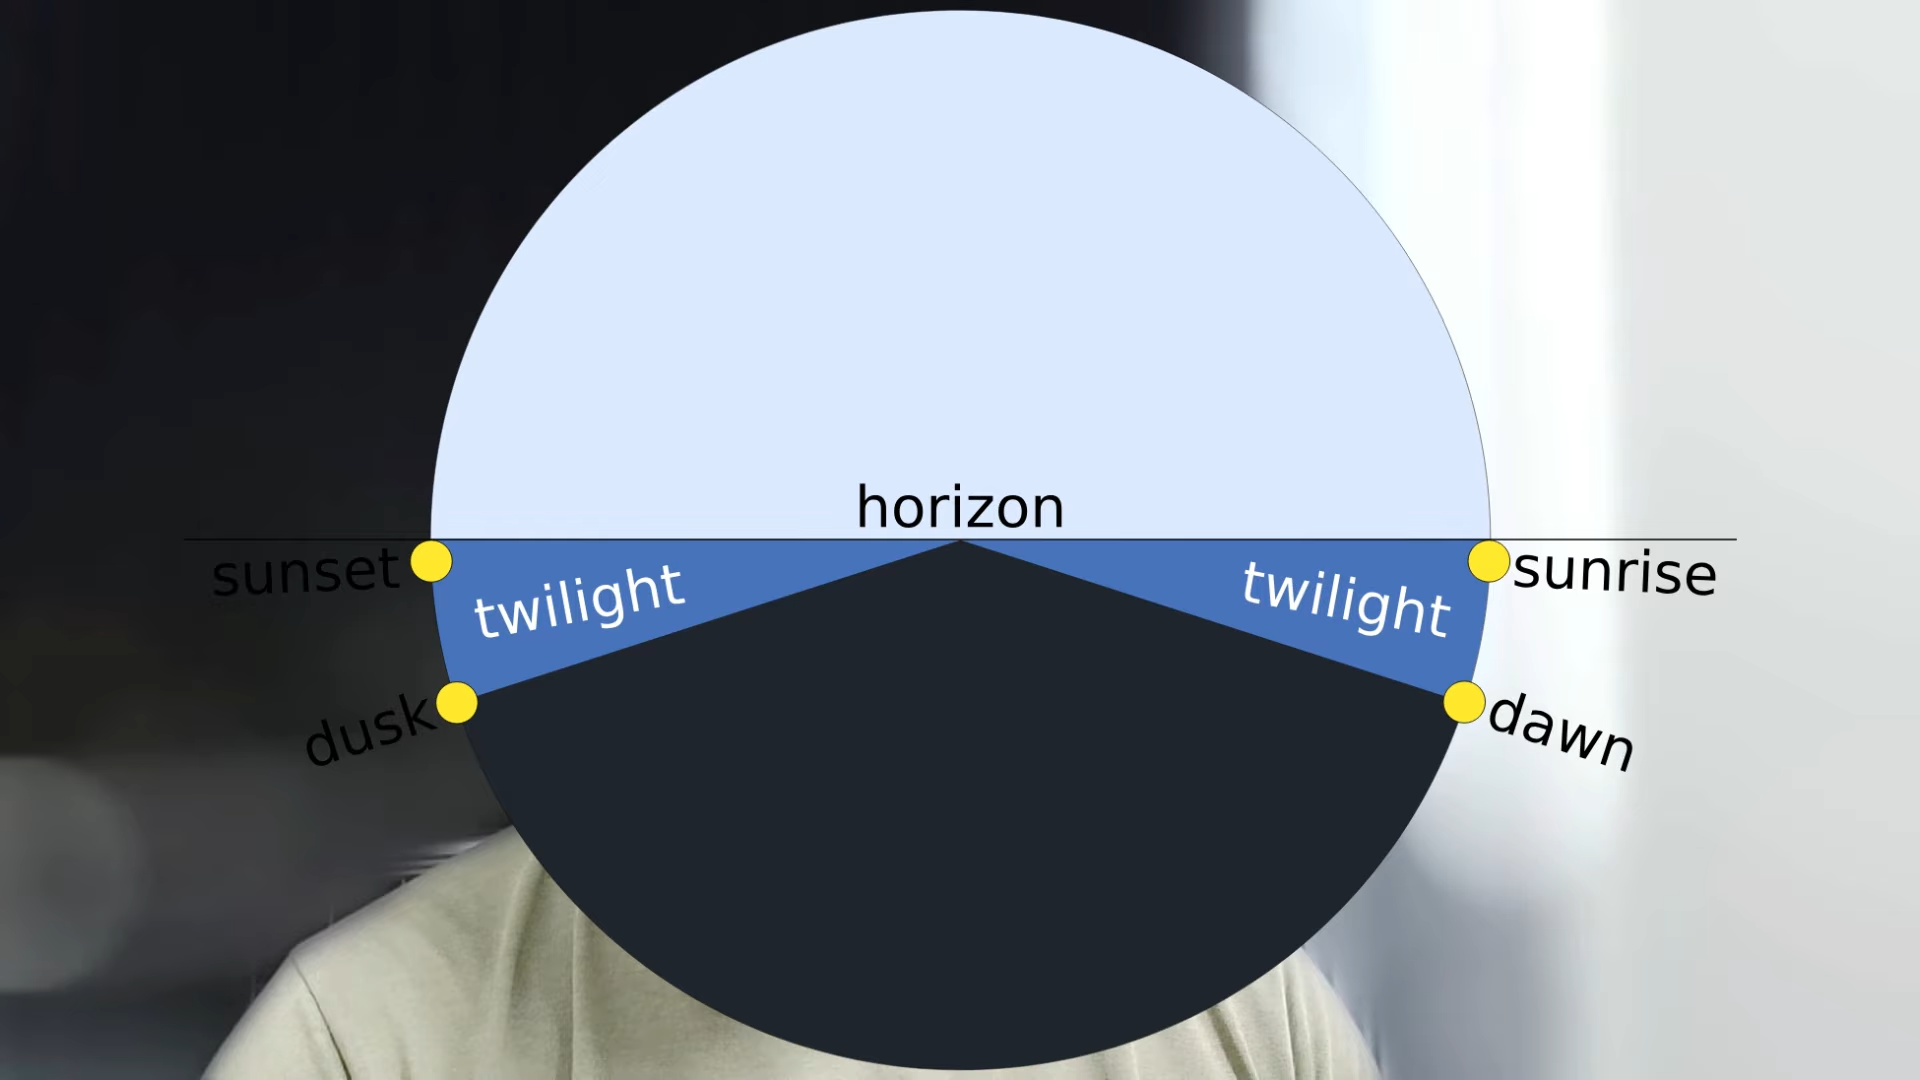 horizon
sunset
sunrise
twilight
twilight
dusk
dawn